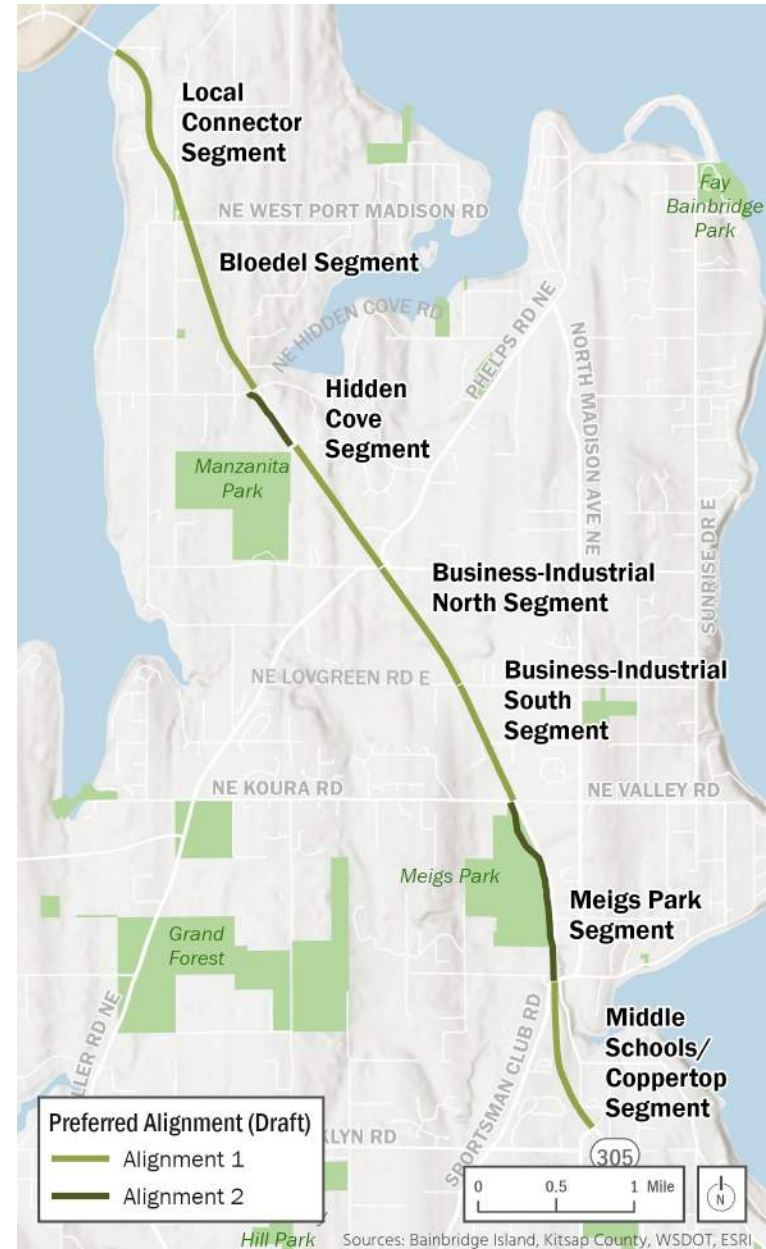 Local
Connector
Segment
Fay
Bainbridge
Park
NE WEST PORT MADISON RD
Bloedel Segment
NE HIDDEN COVE RD
PHELPS RD NE
NORTH MADISON AVE NE
Hidden
Cove
Segment
Manzanita
Park
SUNRISE DR E
Business-Industrial
North Segment
NE LOVGREEN RD E
Business-Industrial
South
Segment
NE KOURA RD
NE VALLEY RD
Meigs Park
Meigs Park
Segment
Grand
Forest
LLER RD NE
SPORTSMAN CLUB RD
Middle
Schools/
Coppertop
Segment
Preferred Alignment (Draft)
Alignment 1
Alignment 2
KLYN RD
305
0 0.5 1 Mile
N
Hill Park
Sources: Bainbridge Island, Kitsap County, WSDOT, ESRI